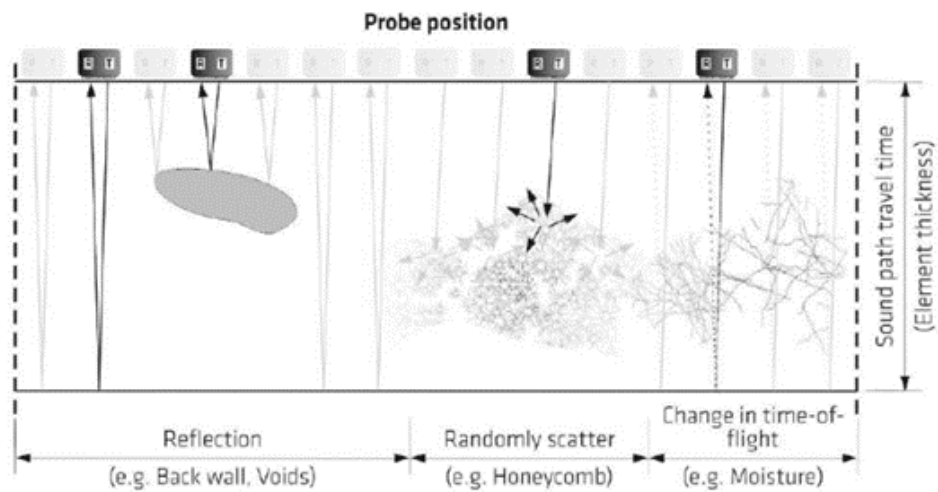 Probe position
R T
R T
R T
R T
Sound path travel time
(Element thickness)
Reflection
(e.g. Back wall, Voids)
Randomly scatter
(e.g. Honeycomb)
Change in time-of-
flight
(e.g. Moisture)